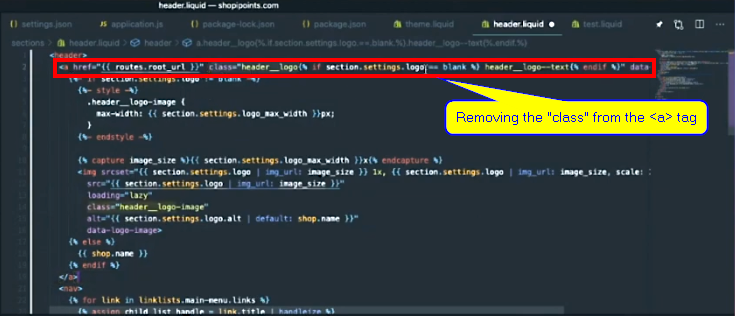 header.liquid — shopipoints.com
settings.json
application.js
package-lock.json
package.json
theme.liquid
header.liquid
test.liquid
sections > header.liquid > header > a.header__logo{%.if.section.settings.logo.==.blank.%}.header__logo--text{%.endif.%}
<header>
<a href="{{ routes.root_url }}" class="header__logo{% if section.settings.logo == blank %} header__logo--text{% endif %}" data
{%- if section.settings.logo != blank -%}
{%- style -%}
.header__logo-image {
max-width: {{ section.settings.logo_max_width }}px;
}
{%- endstyle -%}
{% capture image_size %}{{ section.settings.logo_max_width }}x{% endcapture %}
<img srcset="{{ section.settings.logo | img_url: image_size }} 1x, {{ section.settings.logo | img_url: image_size, scale:
src="{{ section.settings.logo | img_url: image_size }}"
loading="lazy"
class="header__logo-image"
alt="{{ section.settings.logo.alt | default: shop.name }}"
data-logo-image>
{% else %}
{{ shop.name }}
{% endif %}
</a>
<nav>
{% for link in linklists.main-menu.links %}
{% assign child_list_handle = link.title | handleize %}
Removing the "class" from the <a> tag